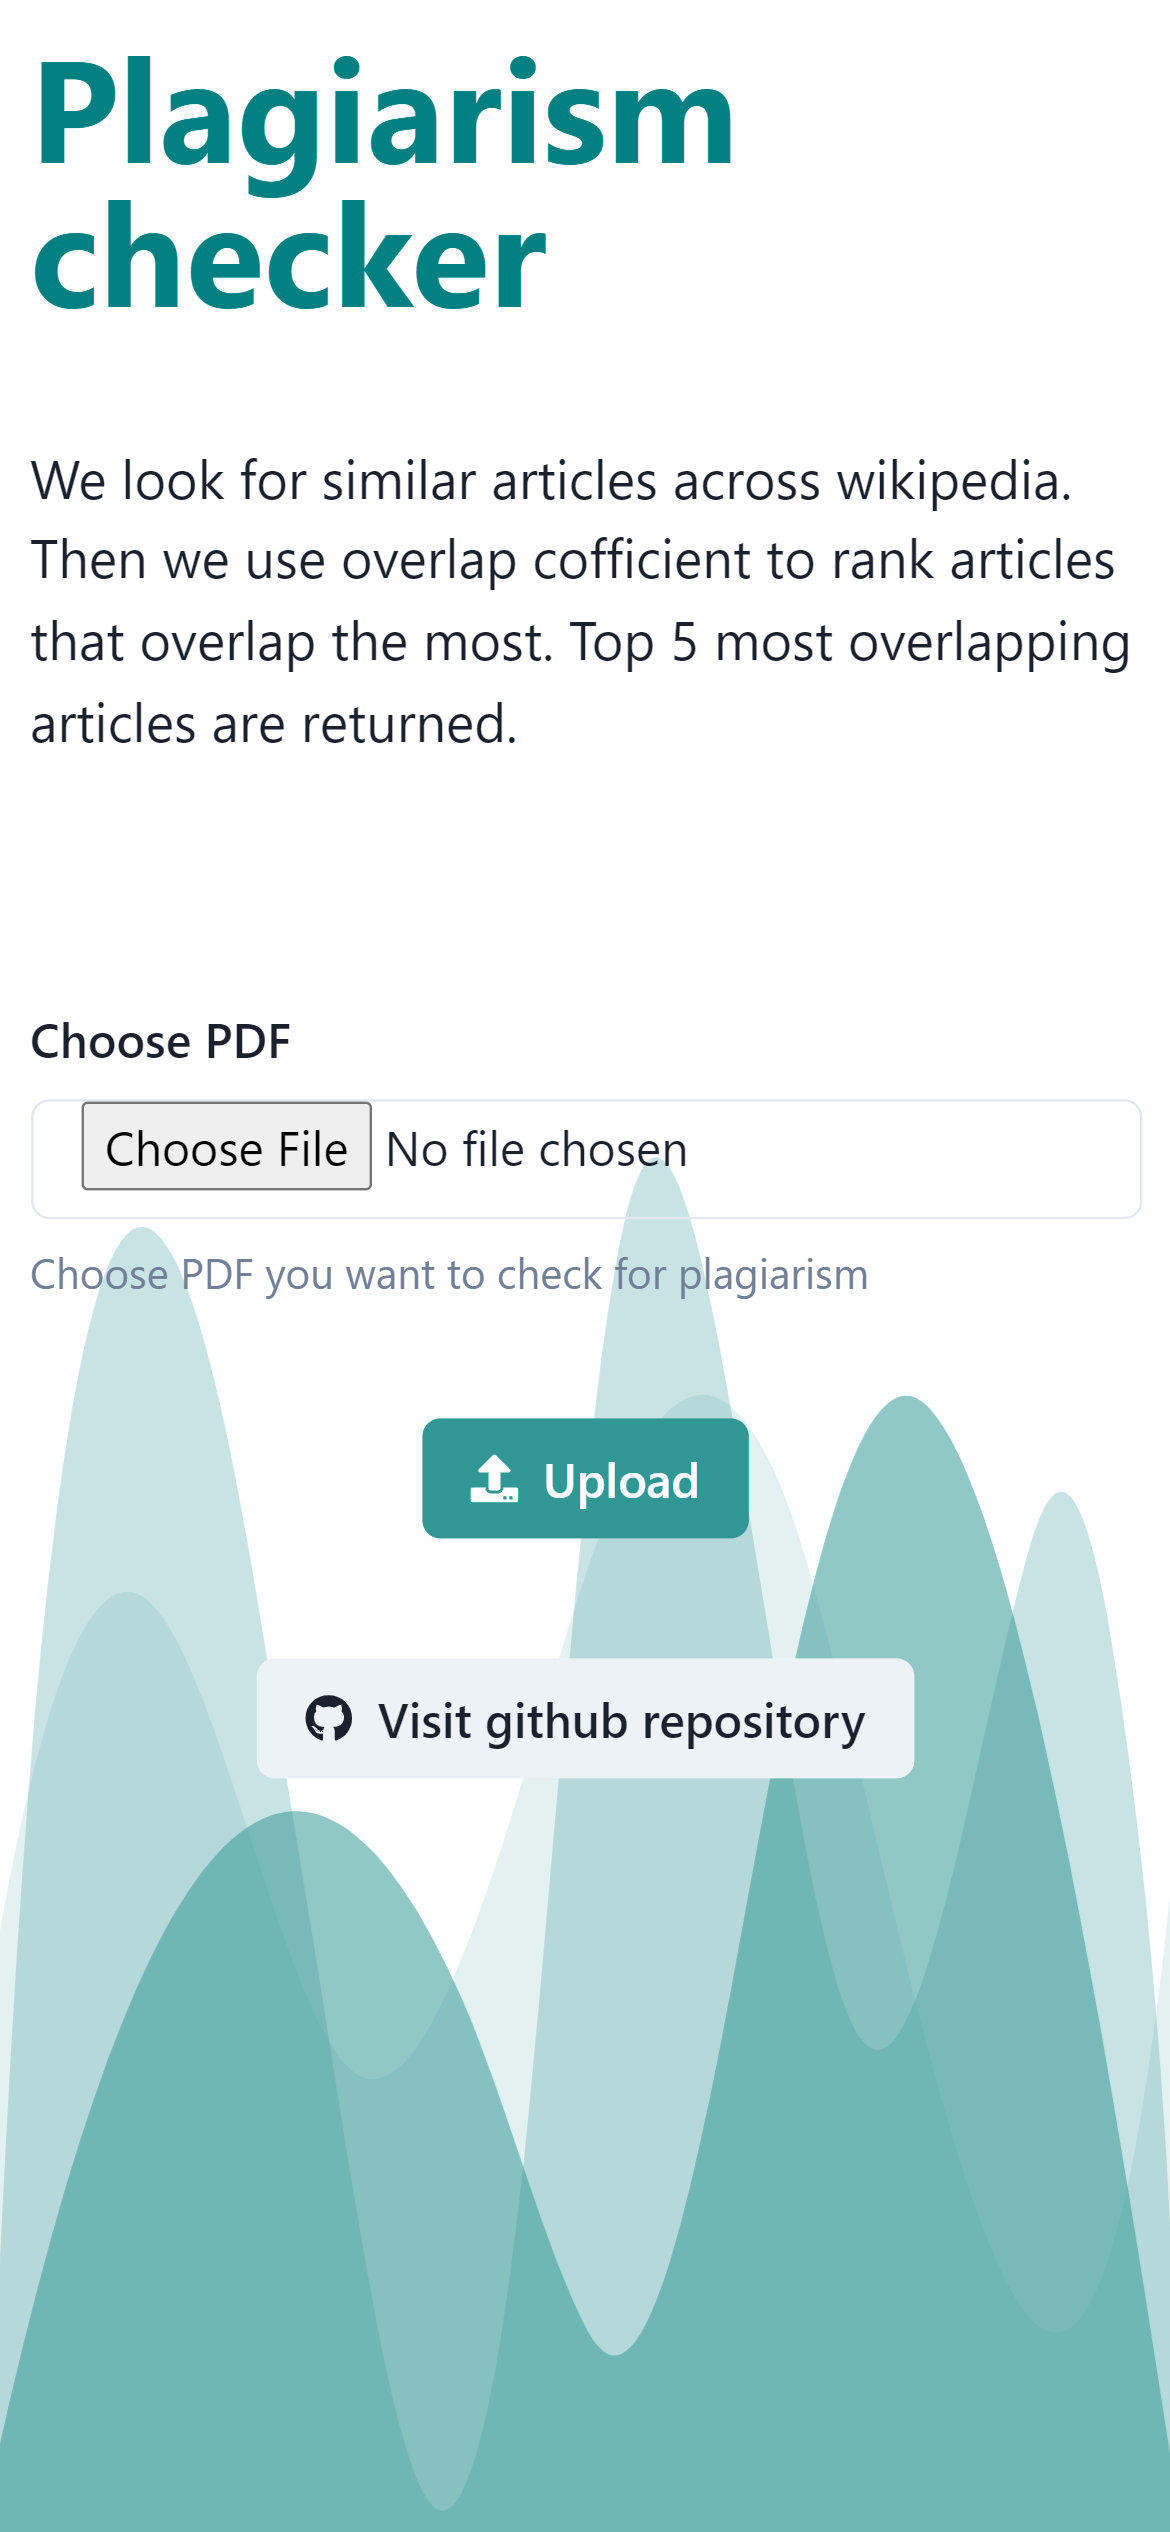 Plagiarism
checker
We look for similar articles across wikipedia.
Then we use overlap cofficient to rank articles
that overlap the most. Top 5 most overlapping
articles are returned.
Choose PDF
Choose File No file chosen
Choose PDF you want to check for plagiarism
Upload
Visit github repository